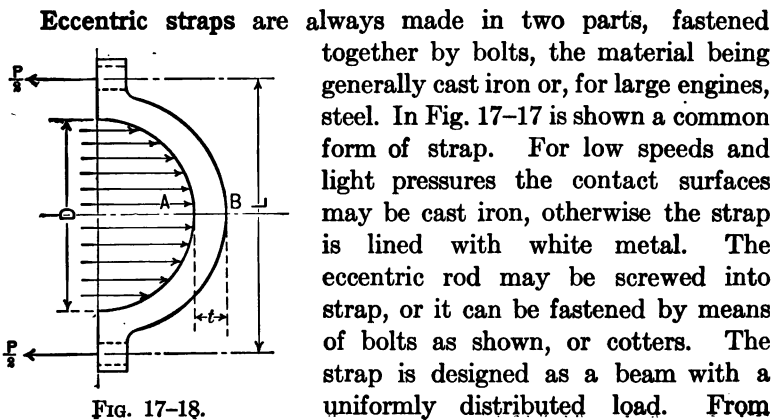 Eccentric straps are always made in two parts, fastened
together by bolts, the material being
generally cast iron or, for large engines,
steel. In Fig. 17–17 is shown a common
form of strap. For low speeds and
light pressures the contact surfaces
may be cast iron, otherwise the strap
is lined with white metal. The
eccentric rod may be screwed into
strap, or it can be fastened by means
of bolts as shown, or cotters. The
strap is designed as a beam with a
uniformly distributed load. From
P/2
D
A
B
L
t
P/2
Fig. 17–18.